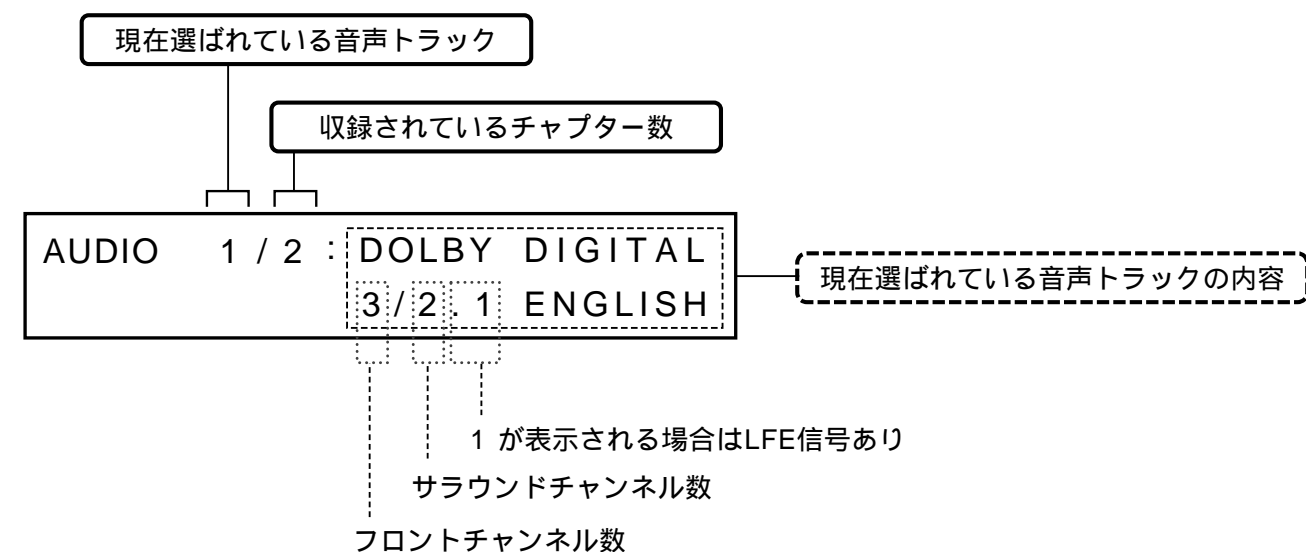 現在選ばれている音声トラック
収録されているチャプター数
AUDIO 1 / 2 : DOLBY DIGITAL
3 / 2 . 1 ENGLISH
現在選ばれている音声トラックの内容
1 が表示される場合はLFE信号あり
サラウンドチャンネル数
フロントチャンネル数